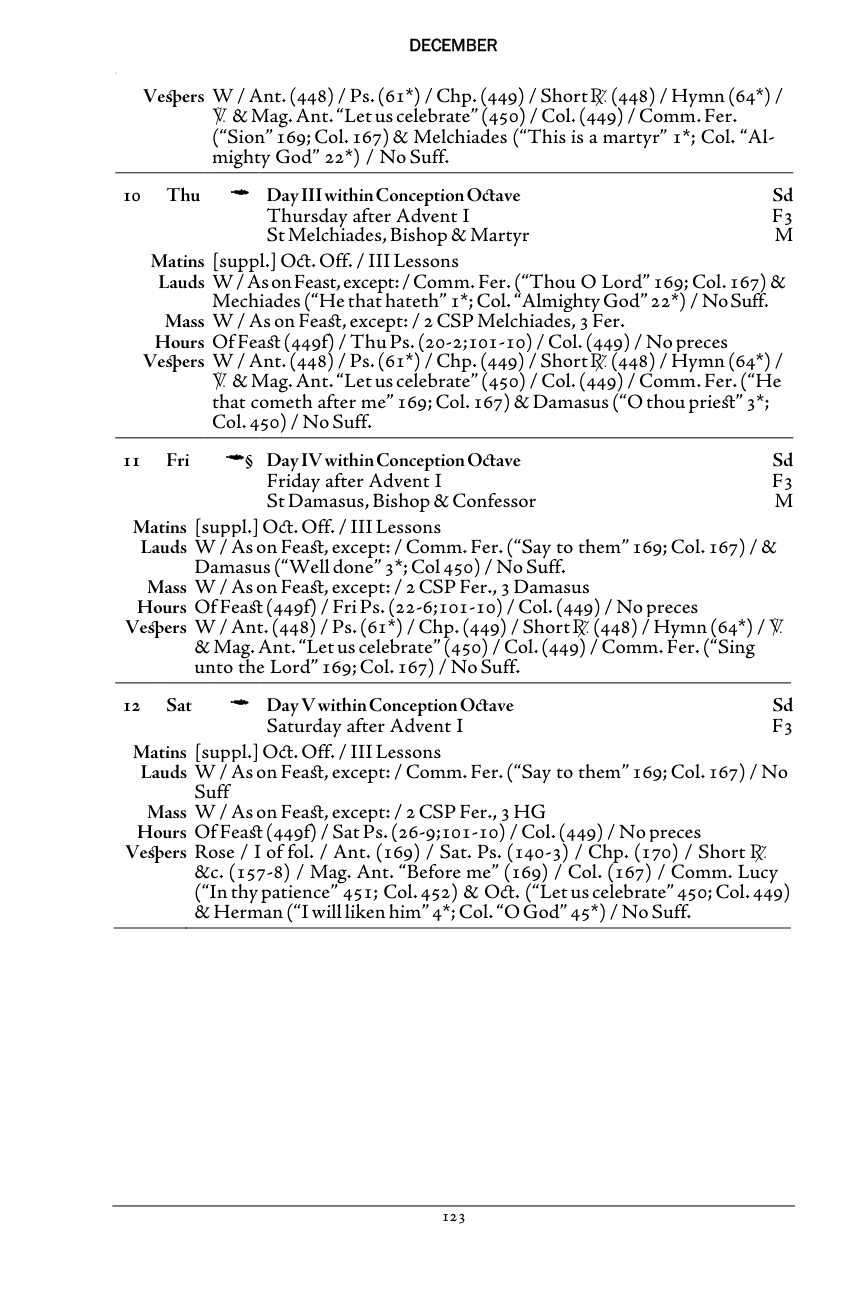 DECEMBER
Vespers W / Ant. (448) / Ps. (61*) / Chp. (449) / Short ℟. (448) / Hymn (64*) /
℣. & Mag. Ant. “Let us celebrate” (450) / Col. (449) / Comm. Fer.
(“Sion” 169; Col. 167) & Melchiades (“This is a martyr” 1*; Col. “Al-
mighty God” 22*) / No Suff.
10 Thu Day III within Conception Octave Sd
Thursday after Advent I F3
St Melchiades, Bishop & Martyr M
Matins [suppl.] Oct. Off. / III Lessons
Lauds W / As on Feast, except: / Comm. Fer. (“Thou O Lord” 169; Col. 167) &
Mechiades (“He that hateth” 1*; Col. “Almighty God” 22*) / No Suff.
Mass W / As on Feast, except: / 2 CSP Melchiades, 3 Fer.
Hours Of Feast (449f) / Thu Ps. (20-2;101-10) / Col. (449) / No preces
Vespers W / Ant. (448) / Ps. (61*) / Chp. (449) / Short ℟. (448) / Hymn (64*) /
℣. & Mag. Ant. “Let us celebrate” (450) / Col. (449) / Comm. Fer. (“He
that cometh after me” 169; Col. 167) & Damasus (“O thou priest” 3*;
Col. 450) / No Suff.
11 Fri § Day IV within Conception Octave Sd
Friday after Advent I F3
St Damasus, Bishop & Confessor M
Matins [suppl.] Oct. Off. / III Lessons
Lauds W / As on Feast, except: / Comm. Fer. (“Say to them” 169; Col. 167) / &
Damasus (“Well done” 3*; Col 450) / No Suff.
Mass W / As on Feast, except: / 2 CSP Fer., 3 Damasus
Hours Of Feast (449f) / Fri Ps. (22-6;101-10) / Col. (449) / No preces
Vespers W / Ant. (448) / Ps. (61*) / Chp. (449) / Short ℟. (448) / Hymn (64*) / ℣.
& Mag. Ant. “Let us celebrate” (450) / Col. (449) / Comm. Fer. (“Sing
unto the Lord” 169; Col. 167) / No Suff.
12 Sat Day V within Conception Octave Sd
Saturday after Advent I F3
Matins [suppl.] Oct. Off. / III Lessons
Lauds W / As on Feast, except: / Comm. Fer. (“Say to them” 169; Col. 167) / No
Suff
Mass W / As on Feast, except: / 2 CSP Fer., 3 HG
Hours Of Feast (449f) / Sat Ps. (26-9;101-10) / Col. (449) / No preces
Vespers Rose / I of fol. / Ant. (169) / Sat. Ps. (140-3) / Chp. (170) / Short ℟.
&c. (157-8) / Mag. Ant. “Before me” (169) / Col. (167) / Comm. Lucy
(“In thy patience” 451; Col. 452) & Oct. (“Let us celebrate” 450; Col. 449)
& Herman (“I will liken him” 4*; Col. “O God” 45*) / No Suff.
123